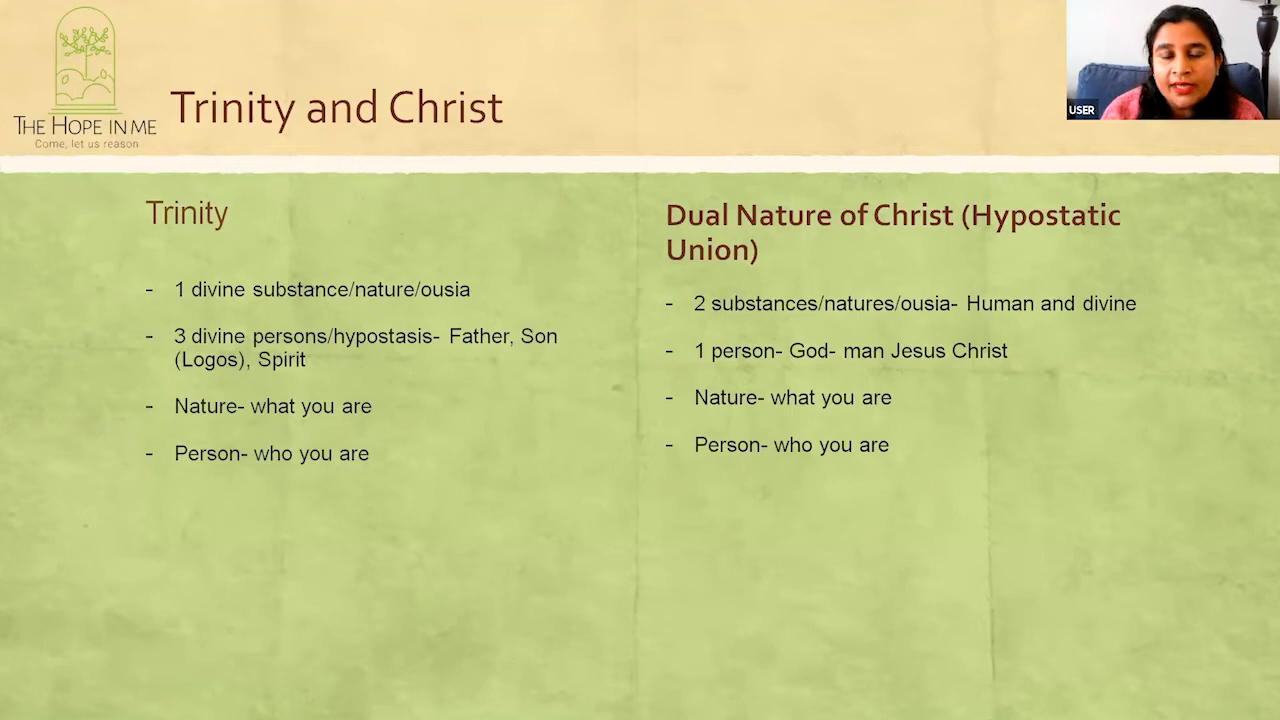 THE HOPE IN ME
Come, let us reason
Trinity and Christ
USER
Trinity
- 1 divine substance/nature/ousia
- 3 divine persons/hypostasis- Father, Son
(Logos), Spirit
- Nature- what you are
- Person- who you are
Dual Nature of Christ (Hypostatic
Union)
- 2 substances/natures/ousia- Human and divine
- 1 person- God- man Jesus Christ
- Nature- what you are
- Person- who you are